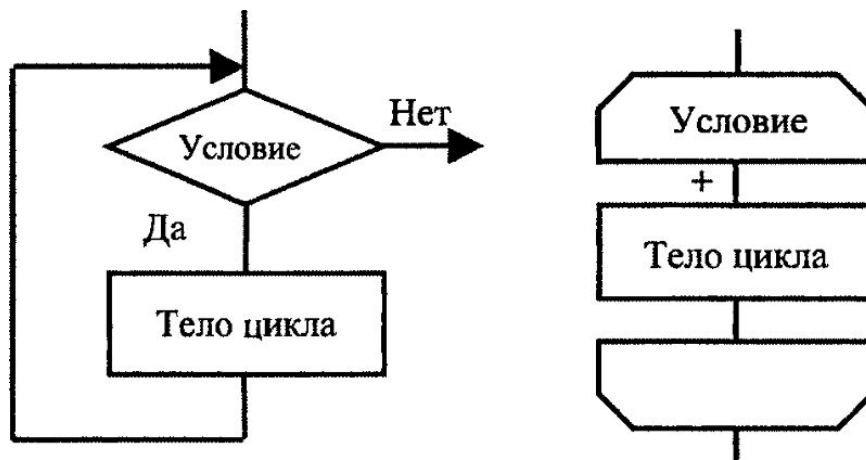 Условие
Нет
Да
Тело цикла
Условие
+
Тело цикла